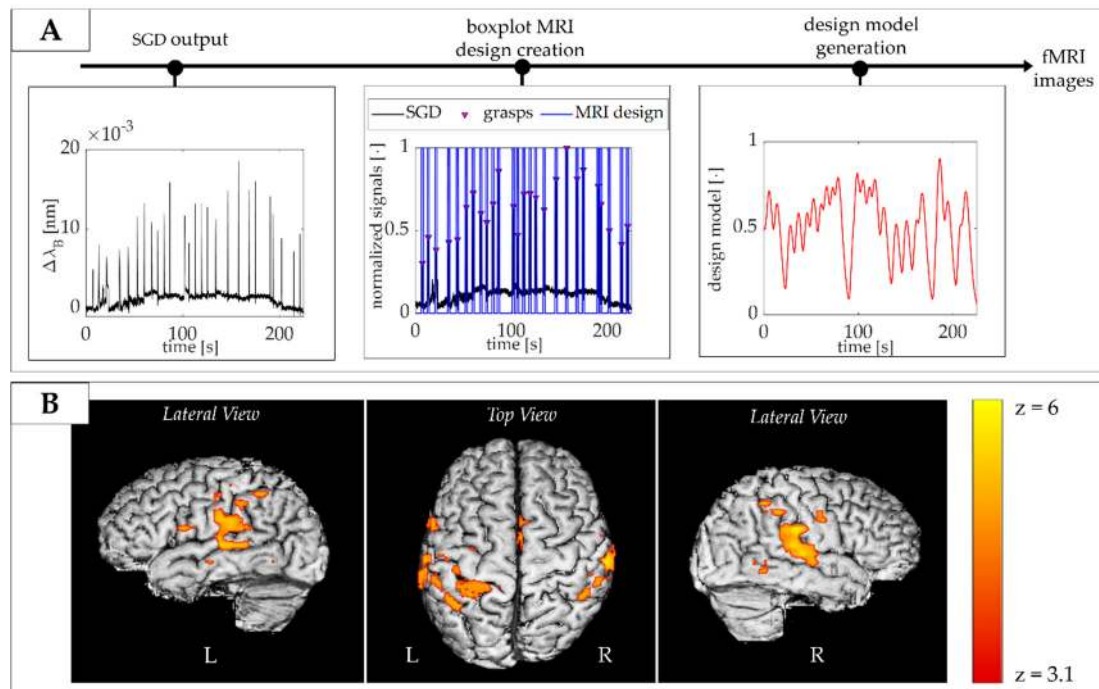 A
SGD output
boxplot MRI
design creation
design model
generation
fMRI
images
×10⁻³
20
10
0
Δλ_B [nm]
0 100 200
time [s]
SGD grasps MRI design
1
0.5
0
normalized signals [·]
0 100 200
time [s]
1
0.5
0
design model [·]
0 100 200
time [s]
B
Lateral View
Top View
Lateral View
L
L R
R
z = 6
z = 3.1